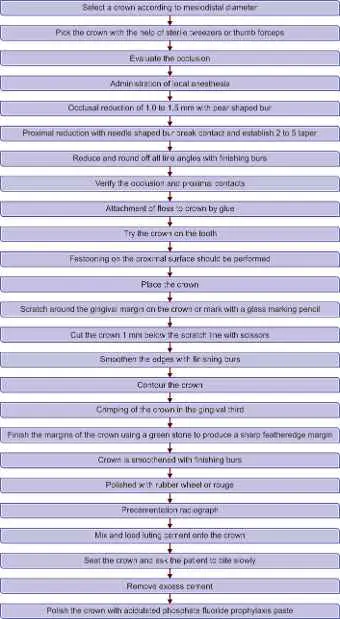 Select a crown according to mesiodistal diameter
Pick the crown with the help of sterile tweezers or thumb forceps
Evaluate the occlusion
Administration of local anesthesia
Occlusal reduction of 1.0 to 1.5 mm with pear shaped bur
Proximal reduction with needle shaped bur break contact and establish 2 to 5 taper
Reduce and round off all line angles with finishing burs
Verify the occlusion and proximal contacts
Attachment of floss to crown by glue
Try the crown on the tooth
Festooning on the proximal surface should be performed
Place the crown
Scratch around the gingival margin on the crown or mark with a glass marking pencil
Cut the crown 1 mm below the scratch line with scissors
Smoothen the edges with finishing burs
Contour the crown
Crimping of the crown in the gingival third
Finish the margins of the crown using a green stone to produce a sharp featheredge margin
Crown is smoothened with finishing burs
Polished with rubber wheel or rouge
Precementation radiograph
Mix and load luting cement onto the crown
Seat the crown and ask the patient to bite slowly
Remove excess cement
Polish the crown with acidulated phosphate fluoride prophylaxis paste